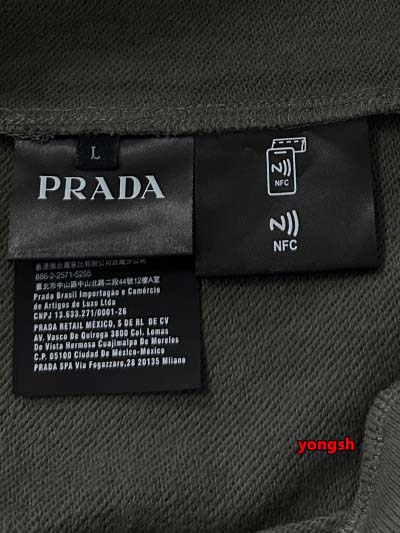 L
PRADA
NFC
NFC
886-2-2571-5255
臺北市中山區中山北路二段44號12樓A室
Prada Brasil Importação e Comércio
de Artigos de Luxo Ltda
CNPJ 13.633.271/0001-26
PRADA RETAIL MÉXICO, S DE RL DE CV
AV. Vasco De Quiroga 3800 Col. Lomas
De Vista Hermosa Cuajimalpa De Morelos
C.P. 05100 Ciudad De México-Mexico
PRADA SPA Via Fogazzaro,28 20135 Milano
yongsh